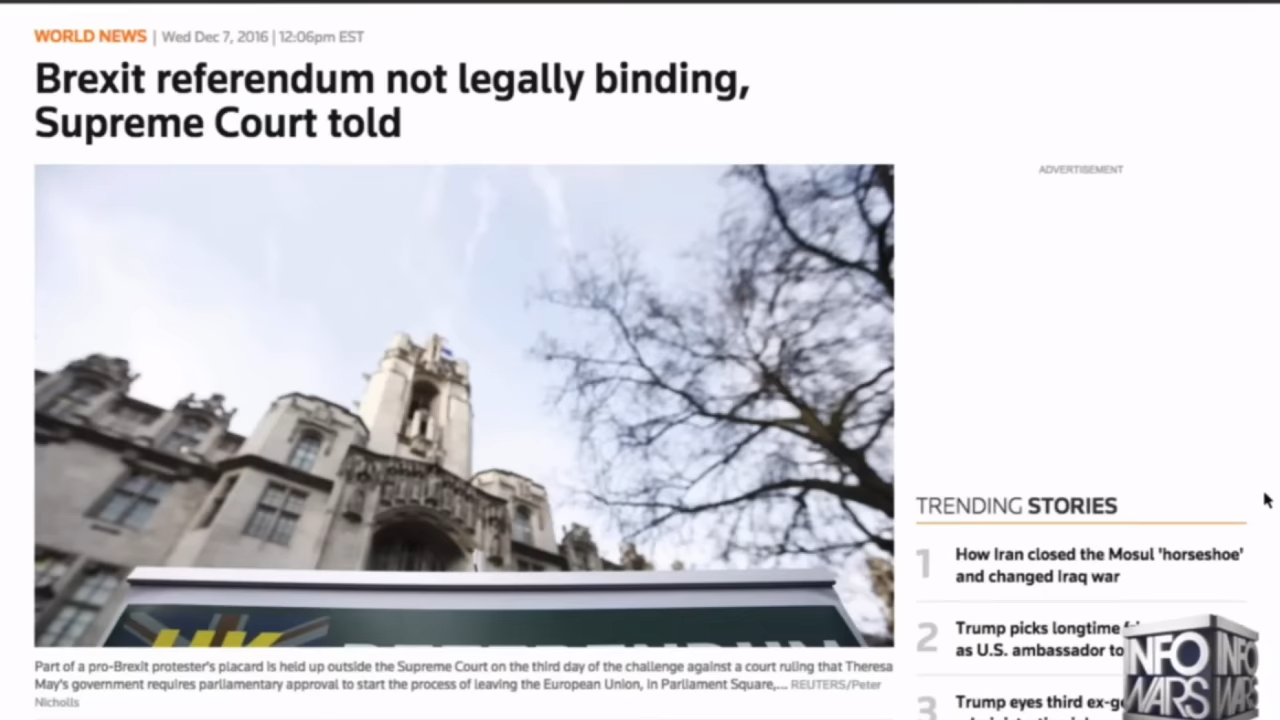 WORLD NEWS | Wed Dec 7, 2016 | 12:06pm EST
Brexit referendum not legally binding,
Supreme Court told
ADVERTISEMENT
UK
Part of a pro-Brexit protester's placard is held up outside the Supreme Court on the third day of the challenge against a court ruling that Theresa
May's government requires parliamentary approval to start the process of leaving the European Union, in Parliament Square,... REUTERS/Peter
Nicholls
TRENDING STORIES
1 How Iran closed the Mosul 'horseshoe'
and changed Iraq war
2 Trump picks longtime
as U.S. ambassador to
3 Trump eyes third
INFO
WARS
INFO
WARS